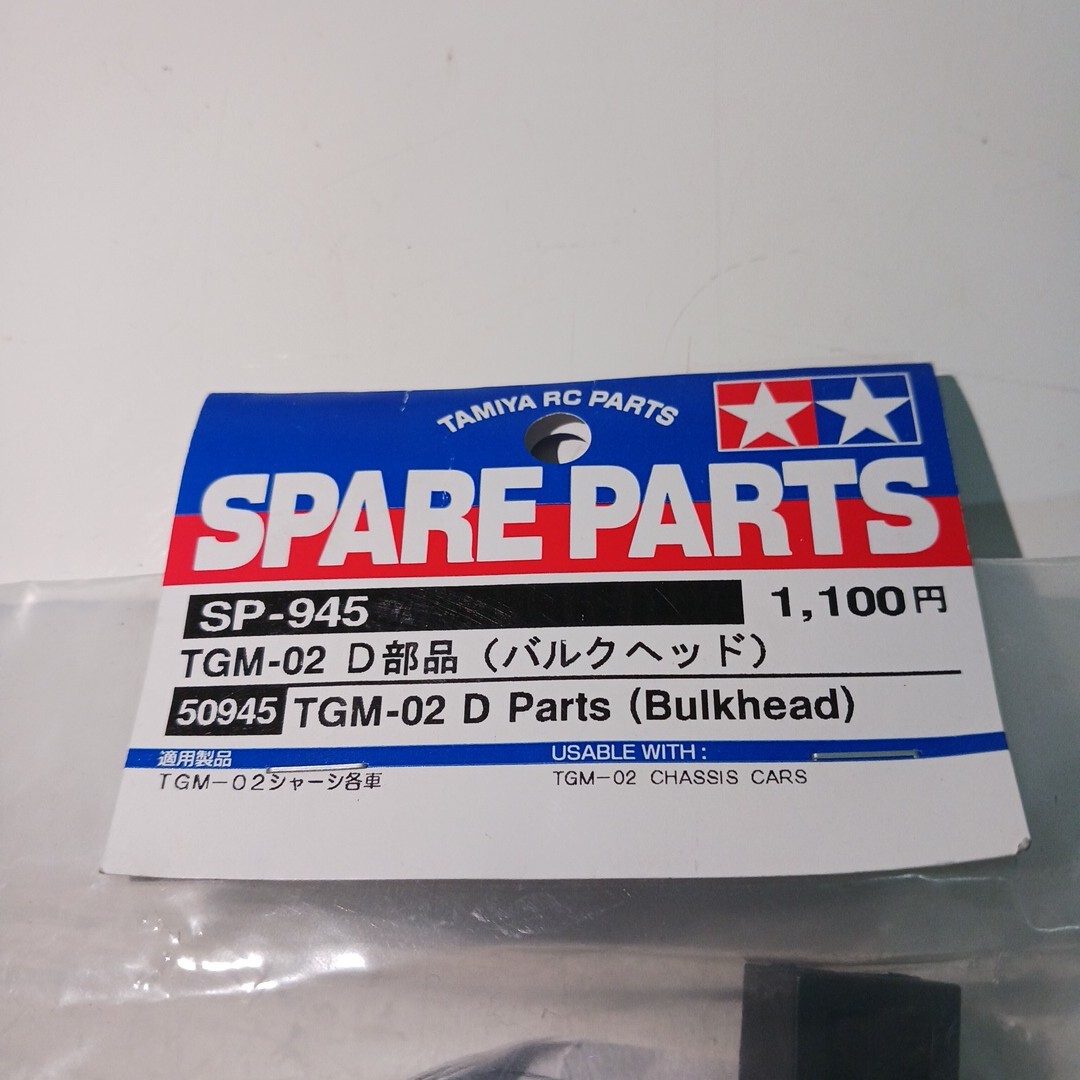 TAMIYA RC PARTS
SPARE PARTS
SP-945 1,100円
TGM-02 D部品（バルクヘッド）
50945 TGM-02 D Parts (Bulkhead)
適用製品 USABLE WITH:
TGM-02シャーシ各車 TGM-02 CHASSIS CARS